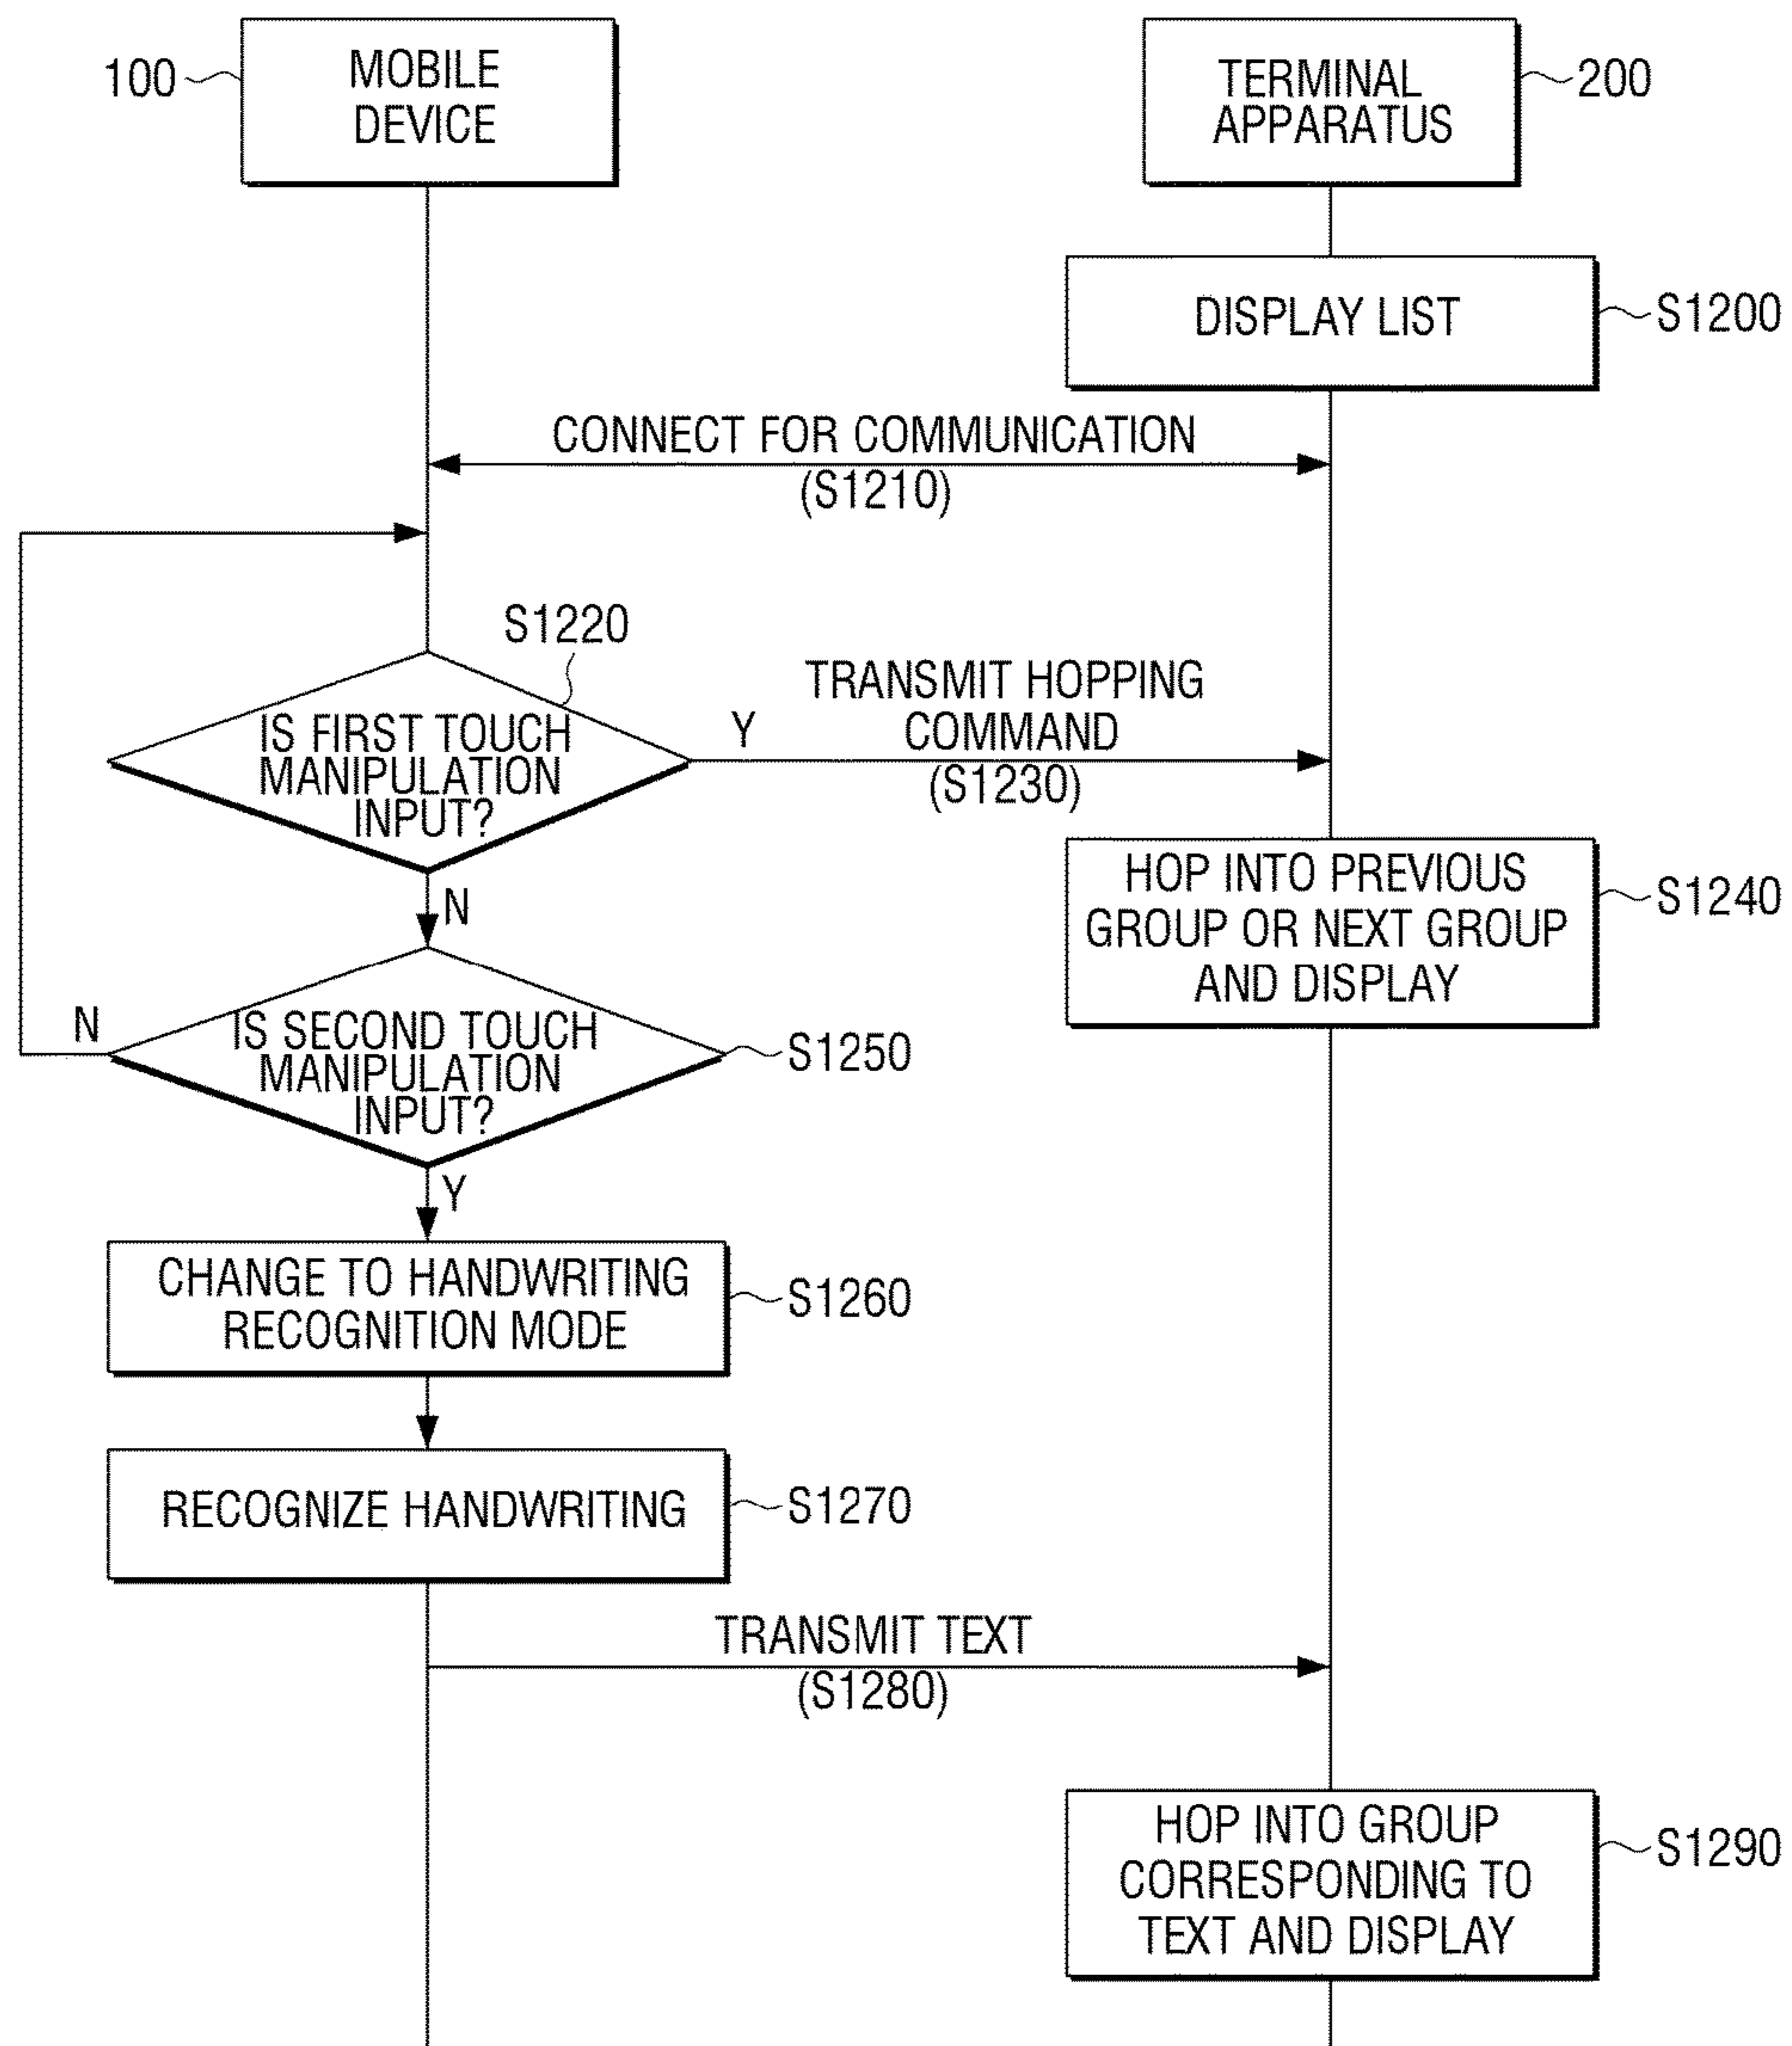 100
MOBILE
DEVICE
TERMINAL
APPARATUS
200
DISPLAY LIST
S1200
CONNECT FOR COMMUNICATION
(S1210)
S1220
IS FIRST TOUCH
MANIPULATION
INPUT?
Y
TRANSMIT HOPPING
COMMAND
(S1230)
N
HOP INTO PREVIOUS
GROUP OR NEXT GROUP
AND DISPLAY
S1240
N
IS SECOND TOUCH
MANIPULATION
INPUT?
S1250
Y
CHANGE TO HANDWRITING
RECOGNITION MODE
S1260
RECOGNIZE HANDWRITING
S1270
TRANSMIT TEXT
(S1280)
HOP INTO GROUP
CORRESPONDING TO
TEXT AND DISPLAY
S1290